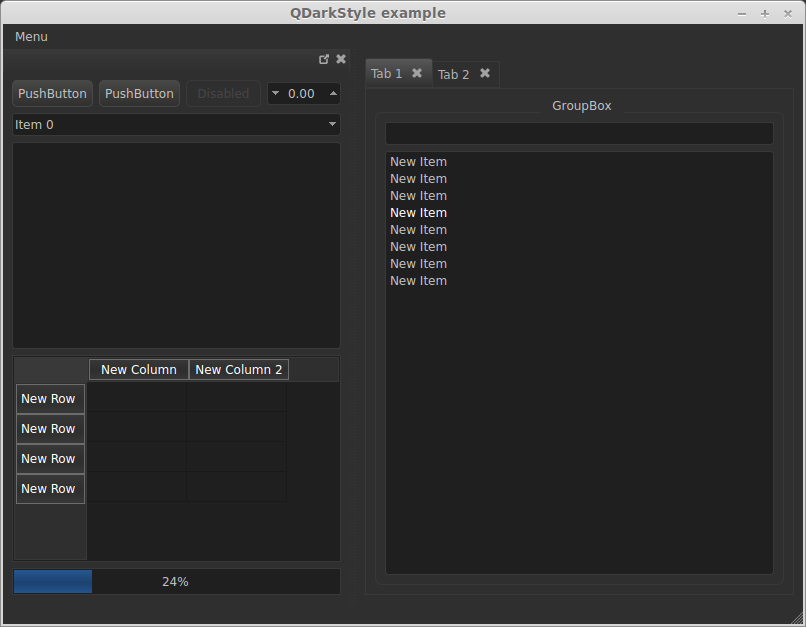 QDarkStyle example
Menu
PushButton PushButton Disabled 0.00
Item 0
New Column New Column 2
New Row
New Row
New Row
New Row
24%
Tab 1 Tab 2
GroupBox
New Item
New Item
New Item
New Item
New Item
New Item
New Item
New Item